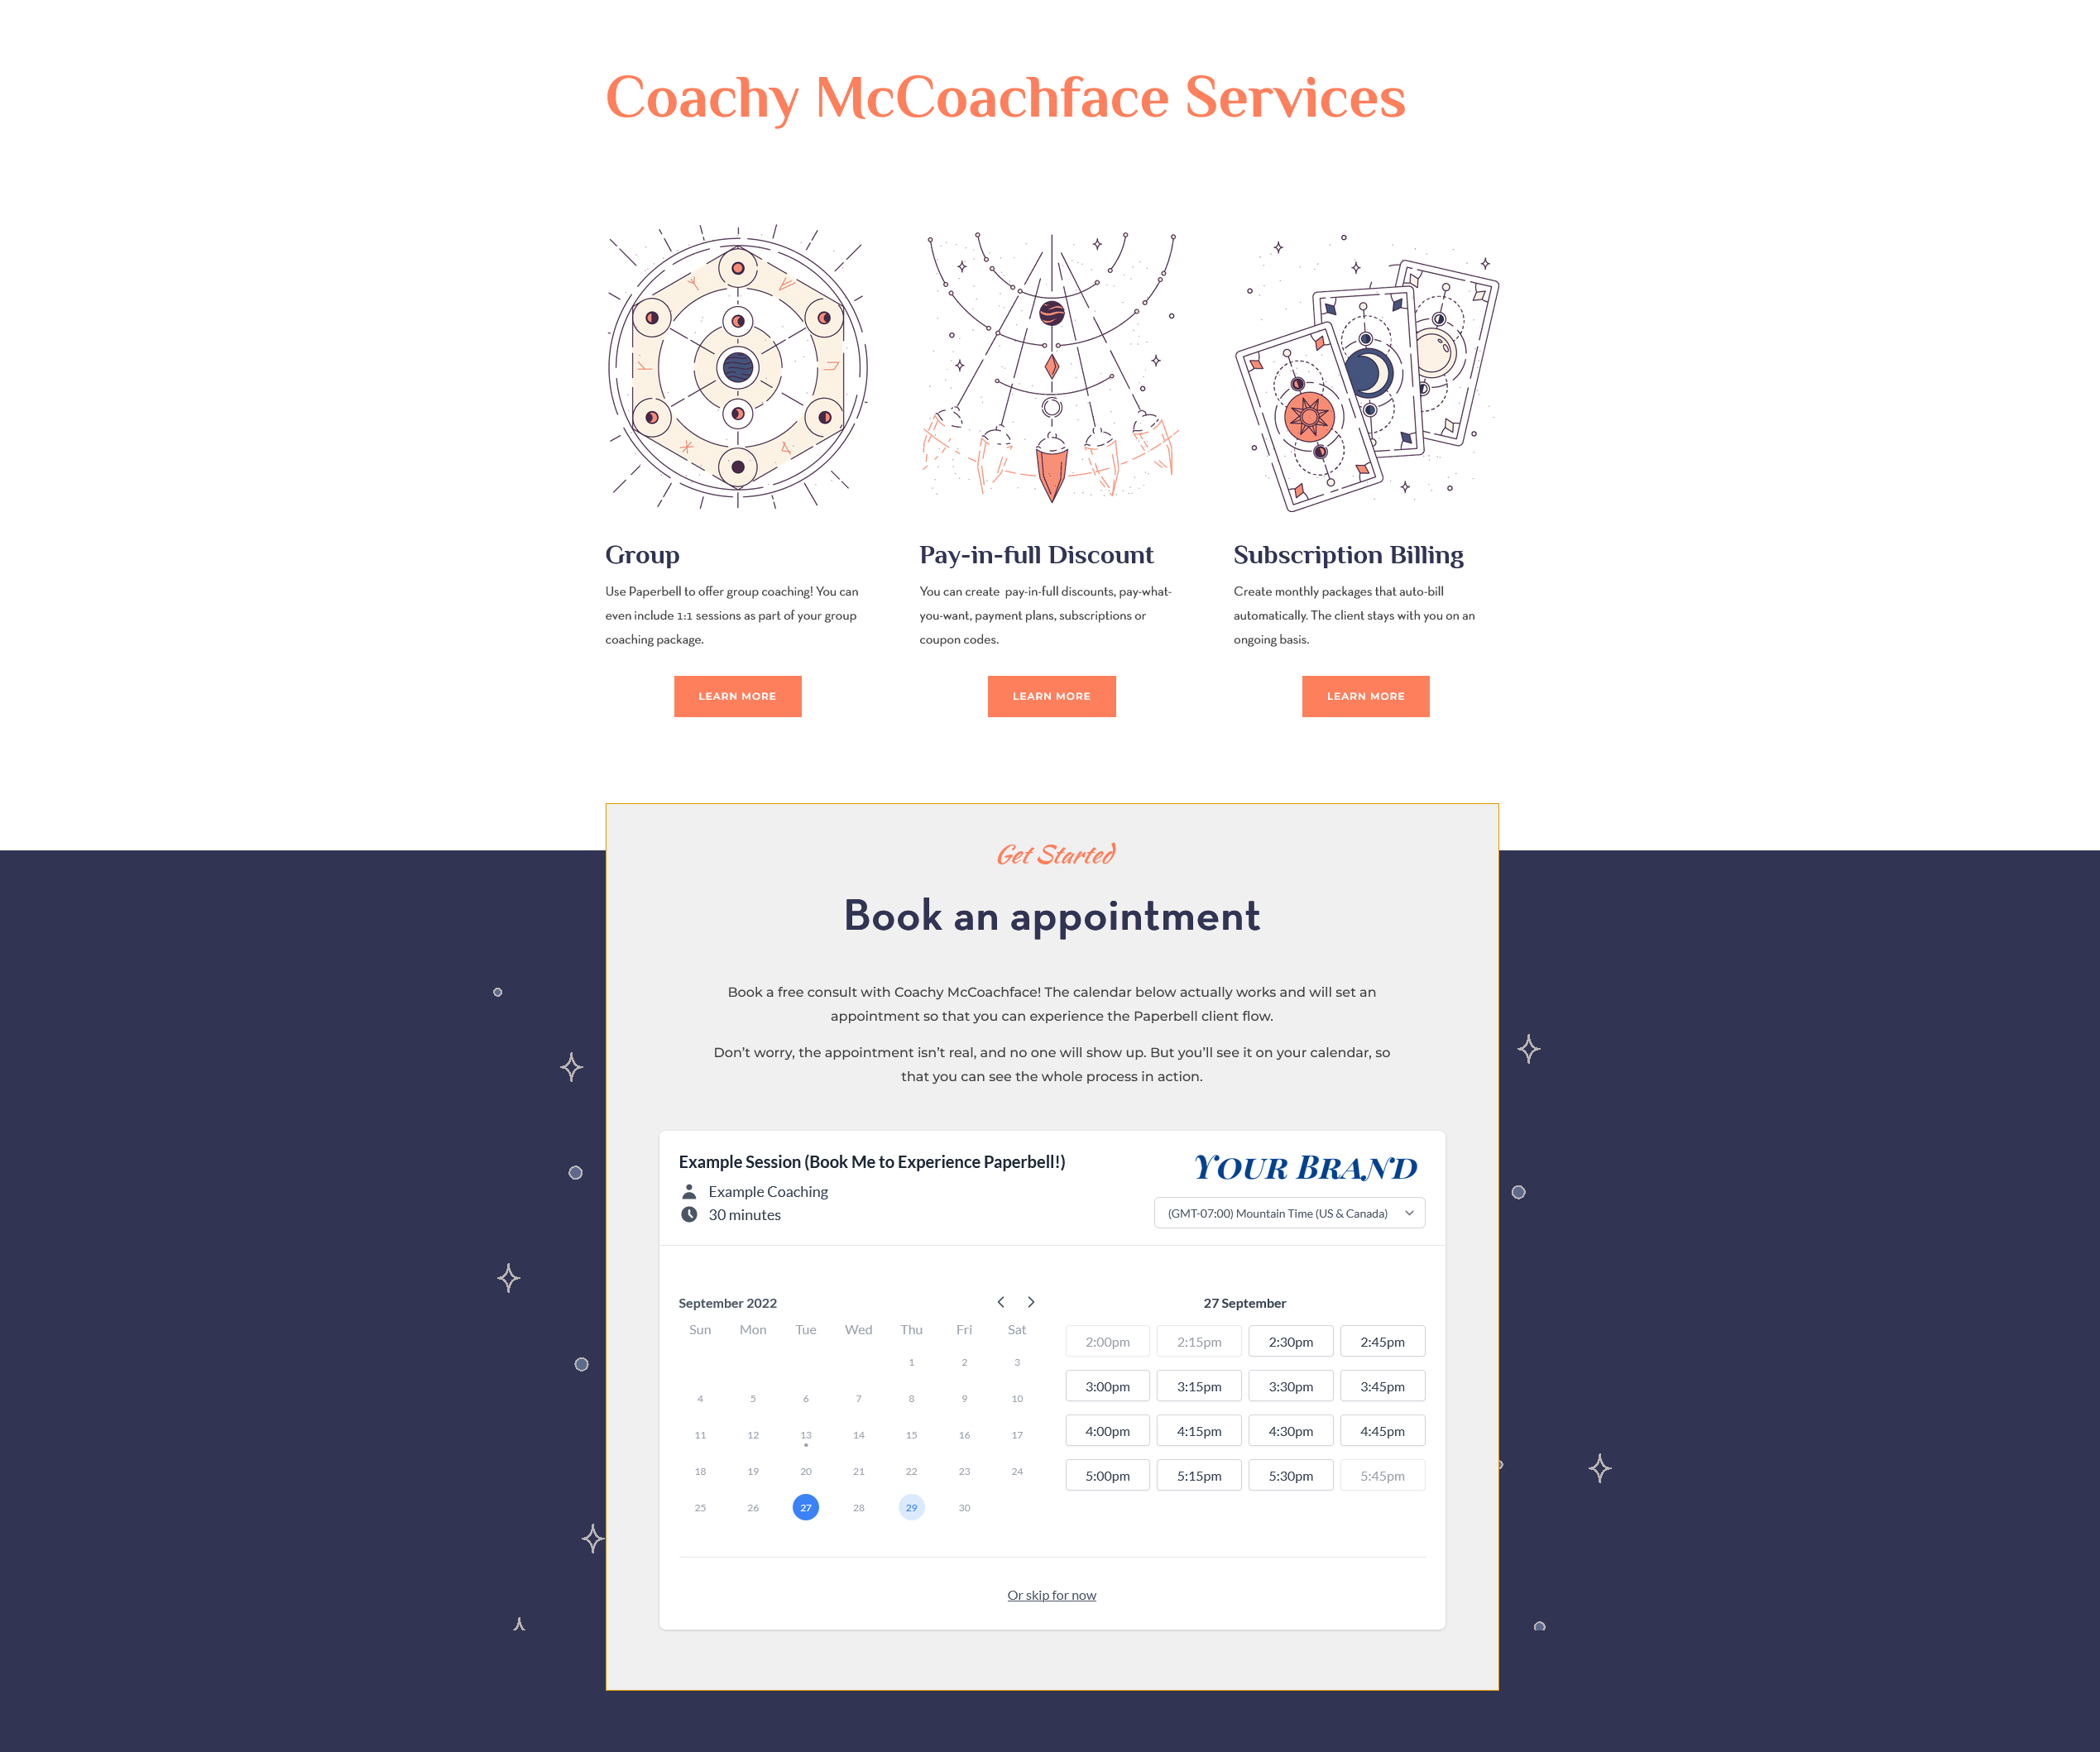 Coachy McCoachface Services
Group
Use Paperbell to offer group coaching! You can
even include 1:1 sessions as part of your group
coaching package.
LEARN MORE
Pay-in-full Discount
You can create pay-in-full discounts, pay-what-
you-want, payment plans, subscriptions or
coupon codes.
LEARN MORE
Subscription Billing
Create monthly packages that auto-bill
automatically. The client stays with you on an
ongoing basis.
LEARN MORE
Get Started
Book an appointment
Book a free consult with Coachy McCoachface! The calendar below actually works and will set an
appointment so that you can experience the Paperbell client flow.
Don’t worry, the appointment isn’t real, and no one will show up. But you’ll see it on your calendar, so
that you can see the whole process in action.
Example Session (Book Me to Experience Paperbell!)
Example Coaching
30 minutes
YOUR BRAND
(GMT-07:00) Mountain Time (US & Canada)
September 2022
Sun Mon Tue Wed Thu Fri Sat
1 2 3
4 5 6 7 8 9 10
11 12 13 14 15 16 17
18 19 20 21 22 23 24
25 26 27 28 29 30
27 September
2:00pm 2:15pm 2:30pm 2:45pm
3:00pm 3:15pm 3:30pm 3:45pm
4:00pm 4:15pm 4:30pm 4:45pm
5:00pm 5:15pm 5:30pm 5:45pm
Or skip for now